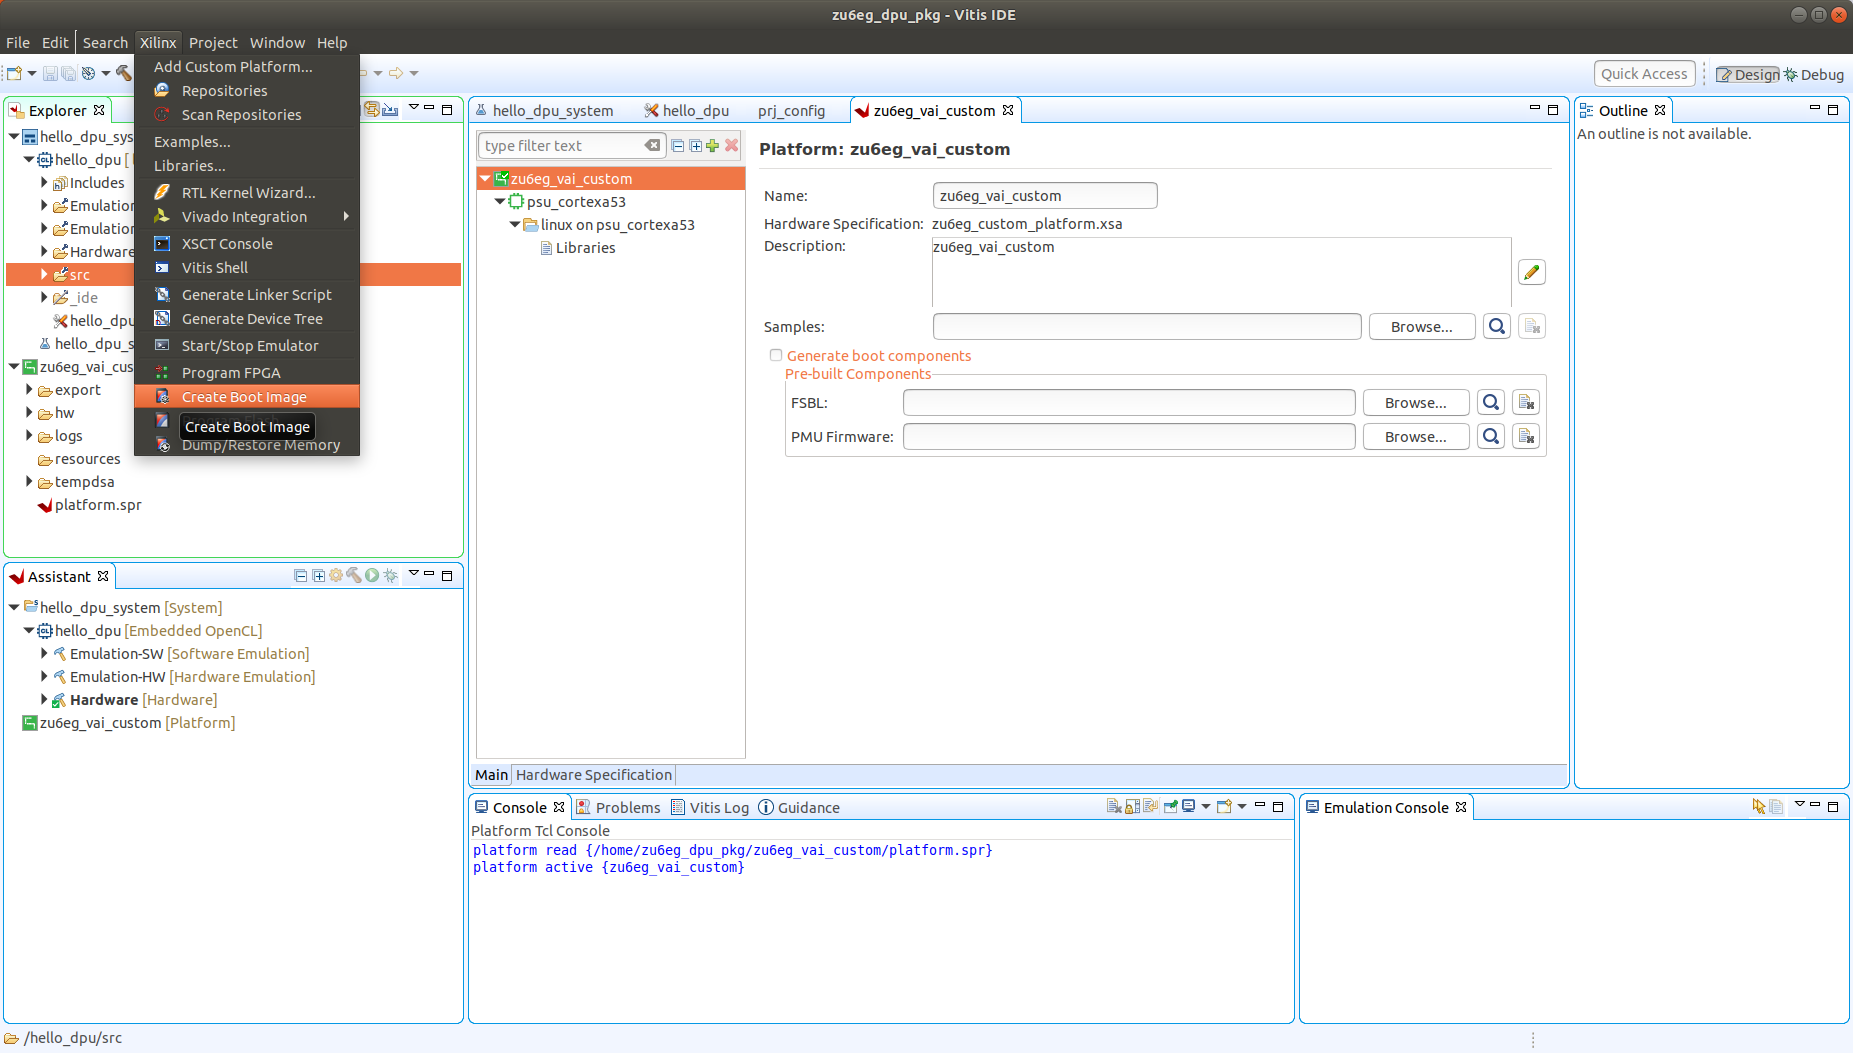 zu6eg_dpu_pkg - Vitis IDE
File Edit Search Xilinx Project Window Help
Quick Access
Design
Debug
Add Custom Platform...
Repositories
Scan Repositories
Examples...
Libraries...
RTL Kernel Wizard...
Vivado Integration
XSCT Console
Vitis Shell
Generate Linker Script
Generate Device Tree
Start/Stop Emulator
Program FPGA
Create Boot Image
Create Boot Image
Dump/Restore Memory
Explorer
hello_dpu_sys
hello_dpu [
Includes
Emulation
Emulation
Hardware
src
_ide
hello_dpu
hello_dpu_s
zu6eg_vai_cus
export
hw
logs
resources
tempdsa
platform.spr
hello_dpu_system
hello_dpu
prj_config
zu6eg_vai_custom
type filter text
zu6eg_vai_custom
psu_cortexa53
linux on psu_cortexa53
Libraries
Platform: zu6eg_vai_custom
Name: zu6eg_vai_custom
Hardware Specification: zu6eg_custom_platform.xsa
Description: zu6eg_vai_custom
Samples: Browse...
Generate boot components
Pre-built Components
FSBL: Browse...
PMU Firmware: Browse...
Main Hardware Specification
Outline
An outline is not available.
Assistant
hello_dpu_system [System]
hello_dpu [Embedded OpenCL]
Emulation-SW [Software Emulation]
Emulation-HW [Hardware Emulation]
Hardware [Hardware]
zu6eg_vai_custom [Platform]
Console Problems Vitis Log Guidance
Platform Tcl Console
platform read {/home/zu6eg_dpu_pkg/zu6eg_vai_custom/platform.spr}
platform active {zu6eg_vai_custom}
Emulation Console
/hello_dpu/src